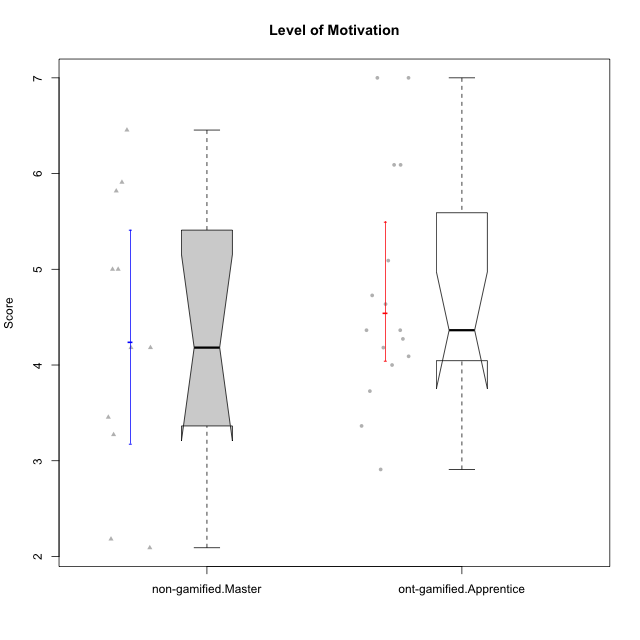 Level of Motivation
Score
7
6
5
4
3
2
non-gamified.Master
ont-gamified.Apprentice